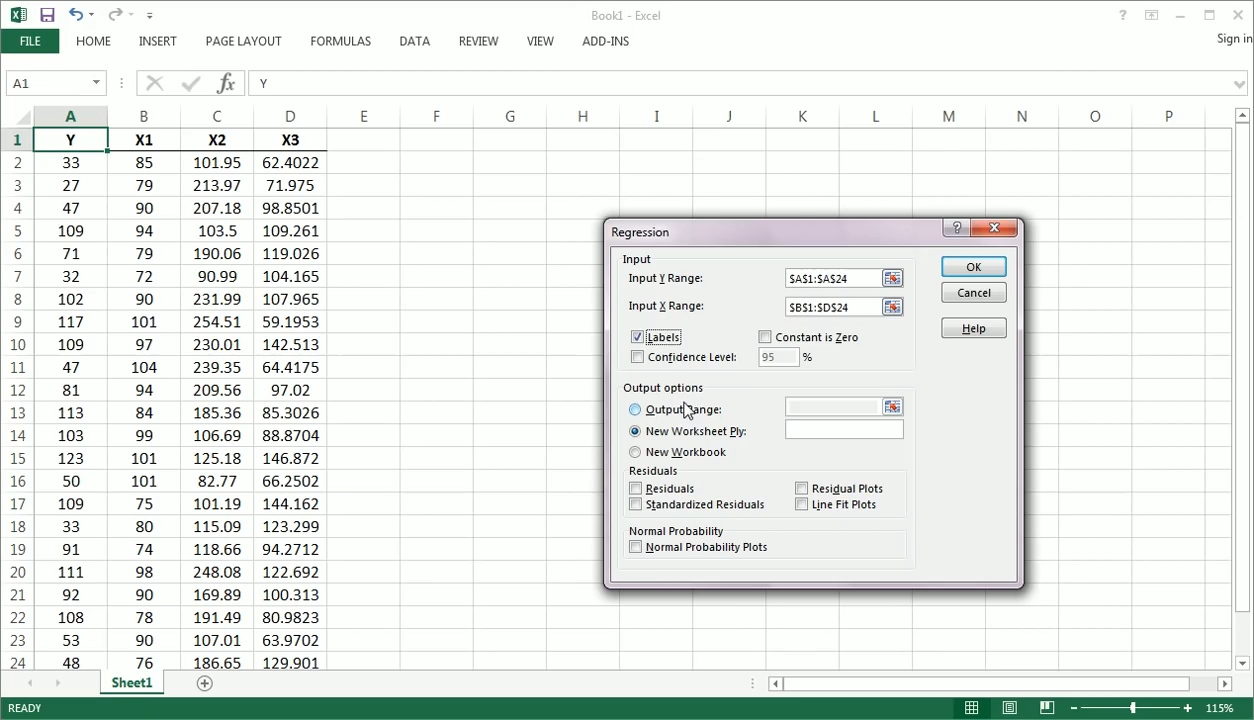 Book1 - Excel
FILE HOME INSERT PAGE LAYOUT FORMULAS DATA REVIEW VIEW ADD-INS Sign in
A1 fx Y
A B C D E F G H I J K L M N O P
1 Y X1 X2 X3
2 33 85 101.95 62.4022
3 27 79 213.97 71.975
4 47 90 207.18 98.8501
5 109 94 103.5 109.261
6 71 79 190.06 119.026
7 32 72 90.99 104.165
8 102 90 231.99 107.965
9 117 101 254.51 59.1953
10 109 97 230.01 142.513
11 47 104 239.35 64.4175
12 81 94 209.56 97.02
13 113 84 185.36 85.3026
14 103 99 106.69 88.8704
15 123 101 125.18 146.872
16 50 101 82.77 66.2502
17 109 75 101.19 144.162
18 33 80 115.09 123.299
19 91 74 118.66 94.2712
20 111 98 248.08 122.692
21 92 90 169.89 100.313
22 108 78 191.49 80.9823
23 53 90 107.01 63.9702
24 48 76 186.65 129.901
Regression
Input
Input Y Range: $A$1:$A$24
Input X Range: $B$1:$D$24
Labels Constant is Zero
Confidence Level: 95 %
OK
Cancel
Help
Output options
Output Range:
New Worksheet Ply:
New Workbook
Residuals
Residuals Residual Plots
Standardized Residuals Line Fit Plots
Normal Probability
Normal Probability Plots
Sheet1
READY 115%